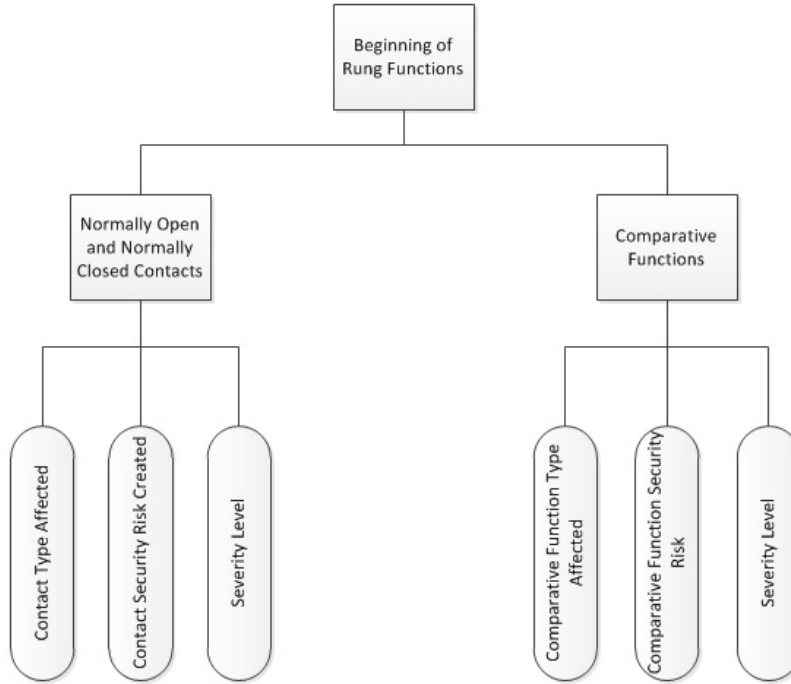 Beginning of
Rung Functions
Normally Open
and Normally
Closed Contacts
Comparative
Functions
Contact Type Affected
Contact Security Risk Created
Severity Level
Comparative Function Type
Affected
Comparative Function Security
Risk
Severity Level